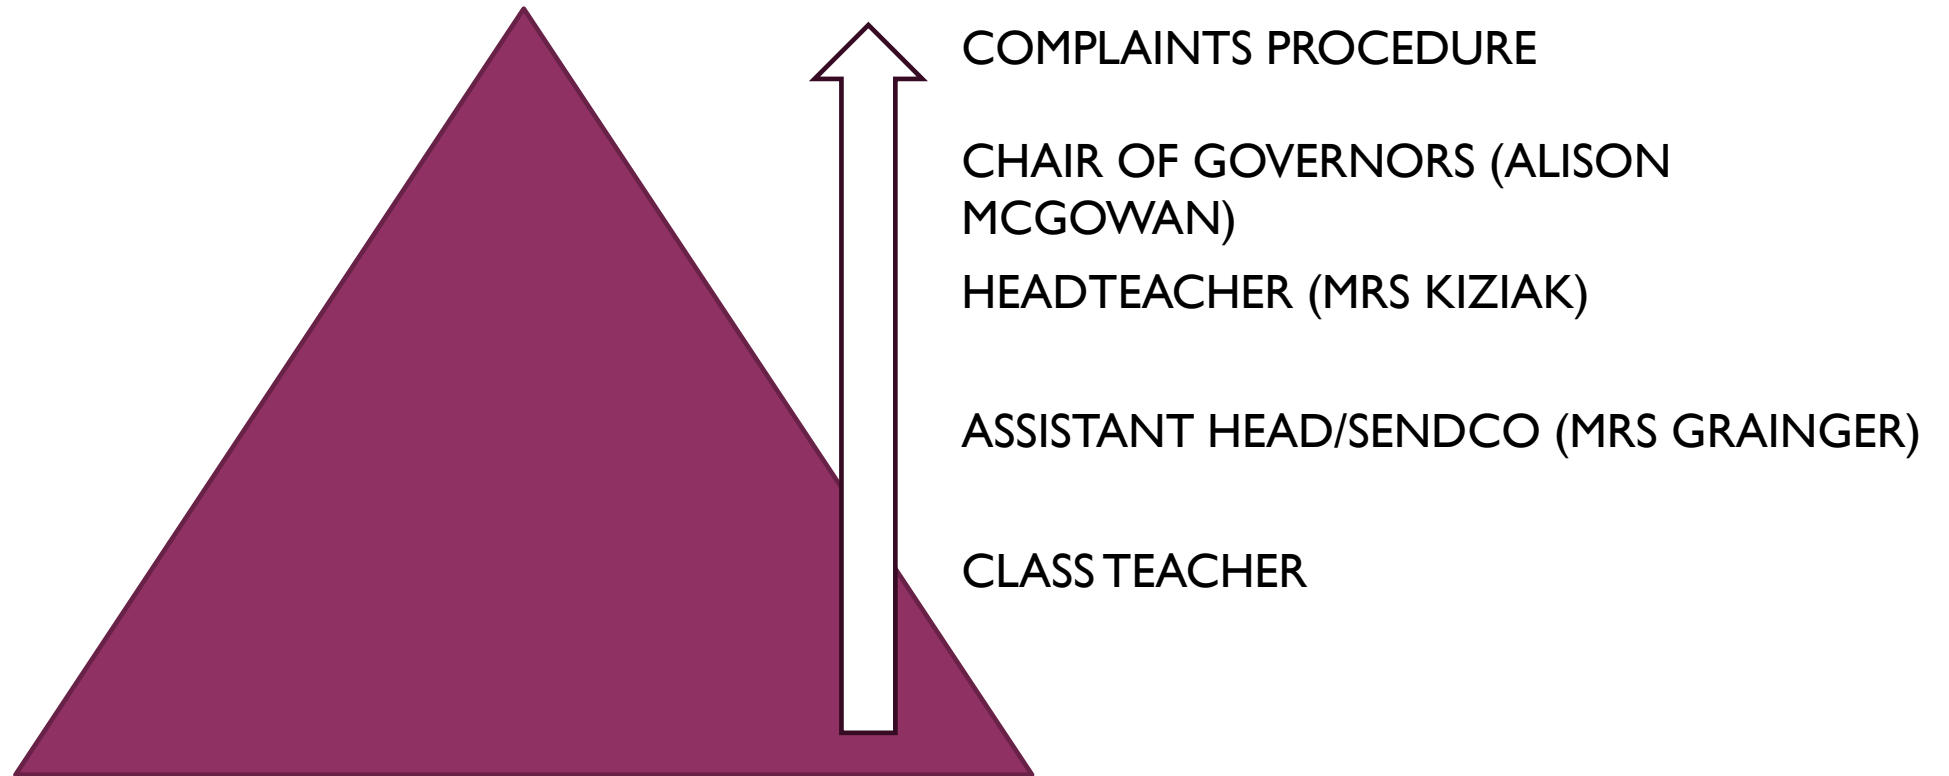 COMPLAINTS PROCEDURE
CHAIR OF GOVERNORS (ALISON
MCGOWAN)
HEADTEACHER (MRS KIZIAK)
ASSISTANT HEAD/SENDCO (MRS GRAINGER)
CLASS TEACHER